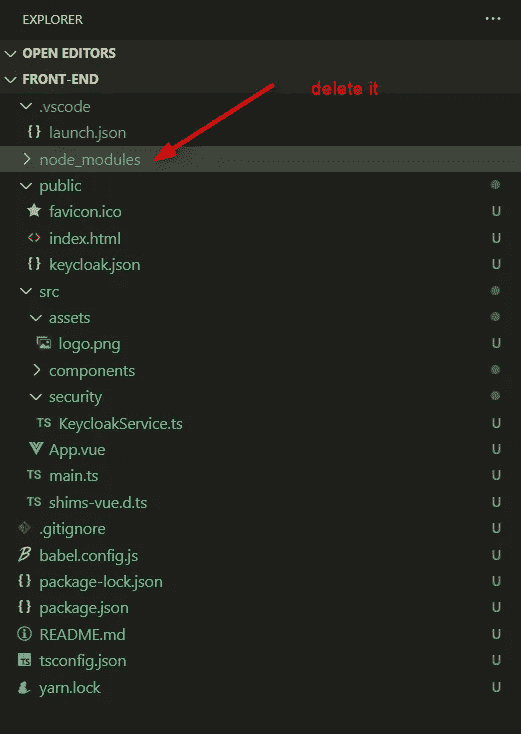 EXPLORER
OPEN EDITORS
FRONT-END
delete it
.vscode
{} launch.json
node_modules
public
favicon.ico U
<> index.html U
{} keycloak.json U
src
assets
logo.png U
components
security
TS KeycloakService.ts U
App.vue U
TS main.ts U
TS shims-vue.d.ts U
.gitignore U
babel.config.js U
{} package-lock.json U
{} package.json U
README.md U
TS tsconfig.json U
yarn.lock U